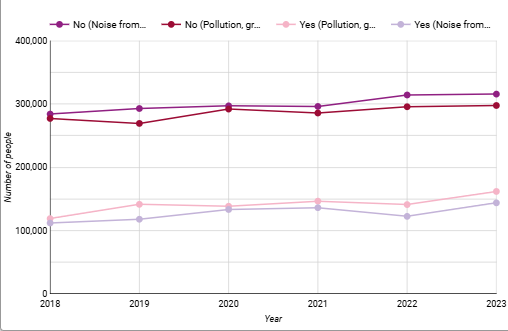 No (Noise from... No (Pollution, gr... Yes (Pollution, g... Yes (Noise from...
400,000
300,000
200,000
100,000
0
Number of people
2018 2019 2020 2021 2022 2023
Year